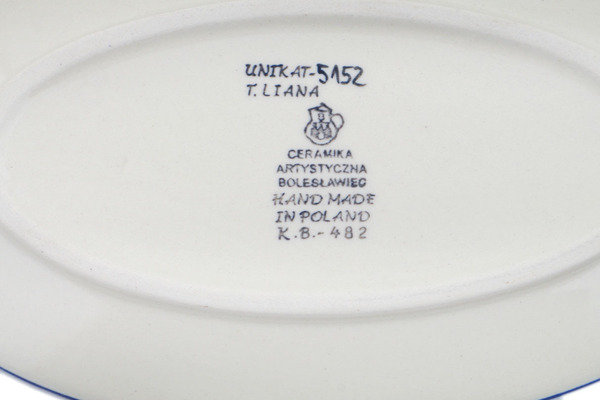 UNIKAT-5152
T. LIANA
CERAMIKA
ARTYSTYCZNA
BOLESŁAWIEC
HAND MADE
IN POLAND
K.B.-482